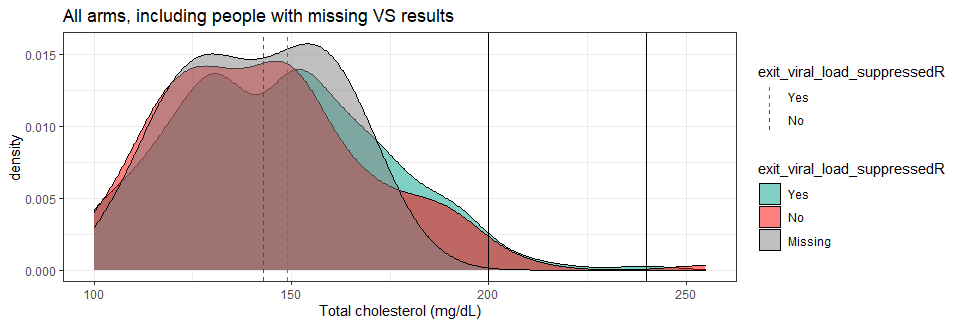 All arms, including people with missing VS results
0.015
0.010
0.005
0.000
density
100
150
200
250
Total cholesterol (mg/dL)
exit_viral_load_suppressedR
Yes
No
exit_viral_load_suppressedR
Yes
No
Missing